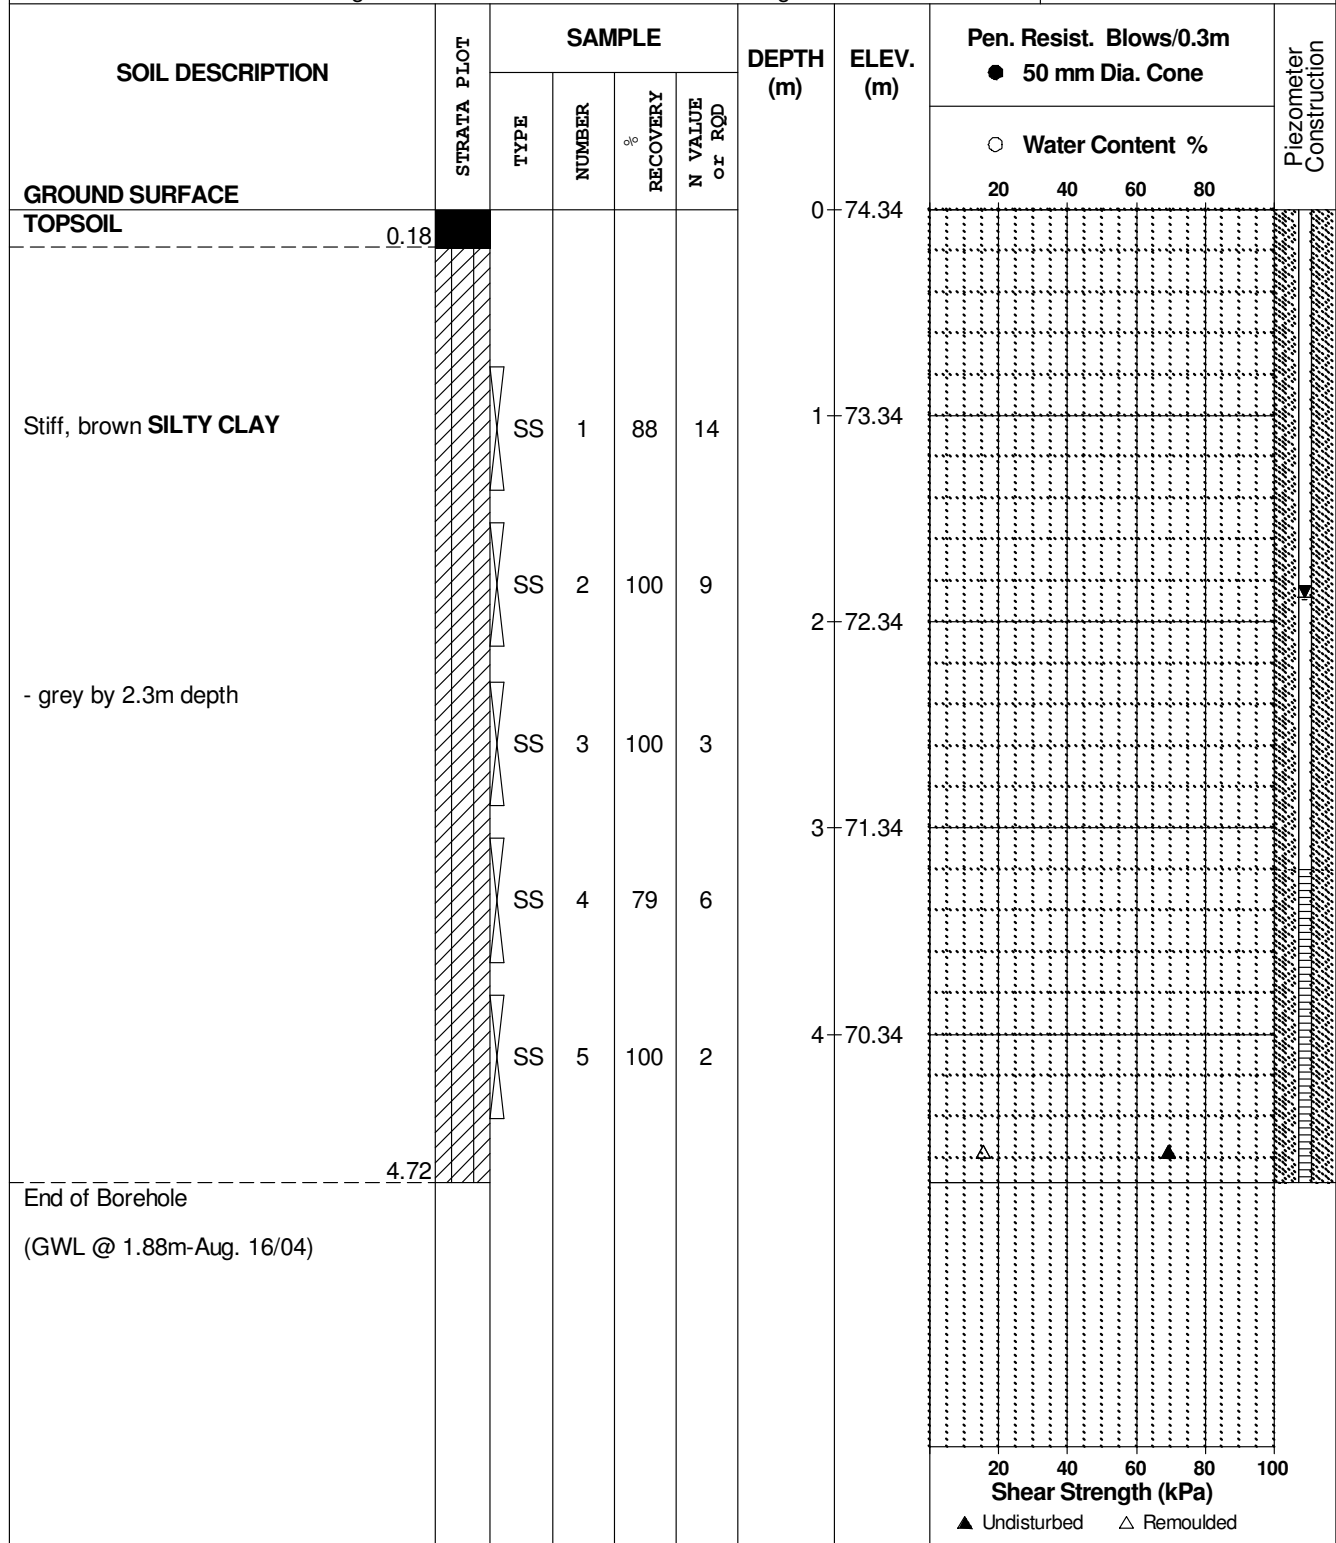 SOIL DESCRIPTION
STRATA PLOT
SAMPLE
TYPE
NUMBER
% RECOVERY
N VALUE or RQD
DEPTH (m)
ELEV. (m)
Pen. Resist. Blows/0.3m
● 50 mm Dia. Cone
○ Water Content %
Piezometer Construction
20 40 60 80
GROUND SURFACE
TOPSOIL
0.18
0 74.34
Stiff, brown SILTY CLAY
SS 1 88 14
1 73.34
SS 2 100 9
2 72.34
- grey by 2.3m depth
SS 3 100 3
3 71.34
SS 4 79 6
4 70.34
SS 5 100 2
4.72
End of Borehole
(GWL @ 1.88m-Aug. 16/04)
20 40 60 80 100
Shear Strength (kPa)
▲ Undisturbed △ Remoulded